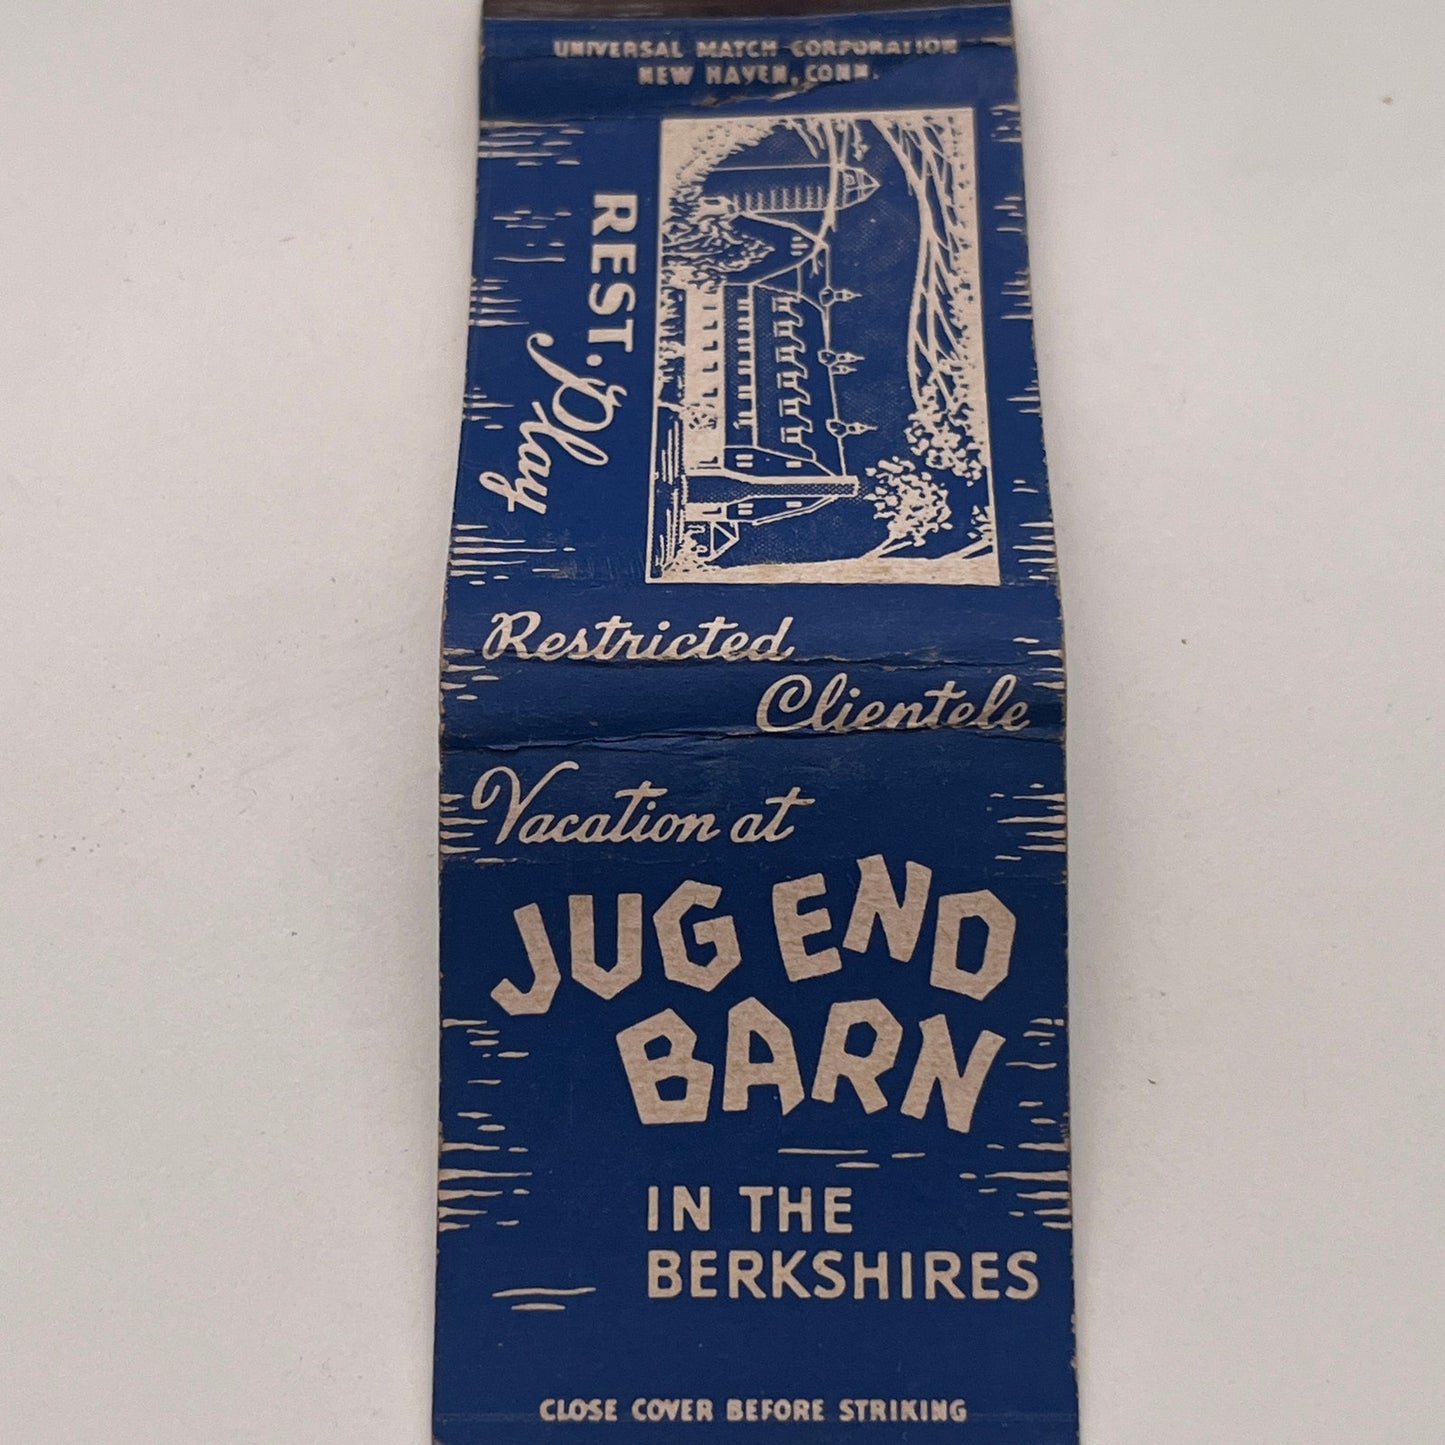 UNIVERSAL MATCH CORPORATION
NEW HAVEN, CONN.
REST. Play
Restricted
Clientele
Vacation at
JUG END
BARN
IN THE
BERKSHIRES
CLOSE COVER BEFORE STRIKING